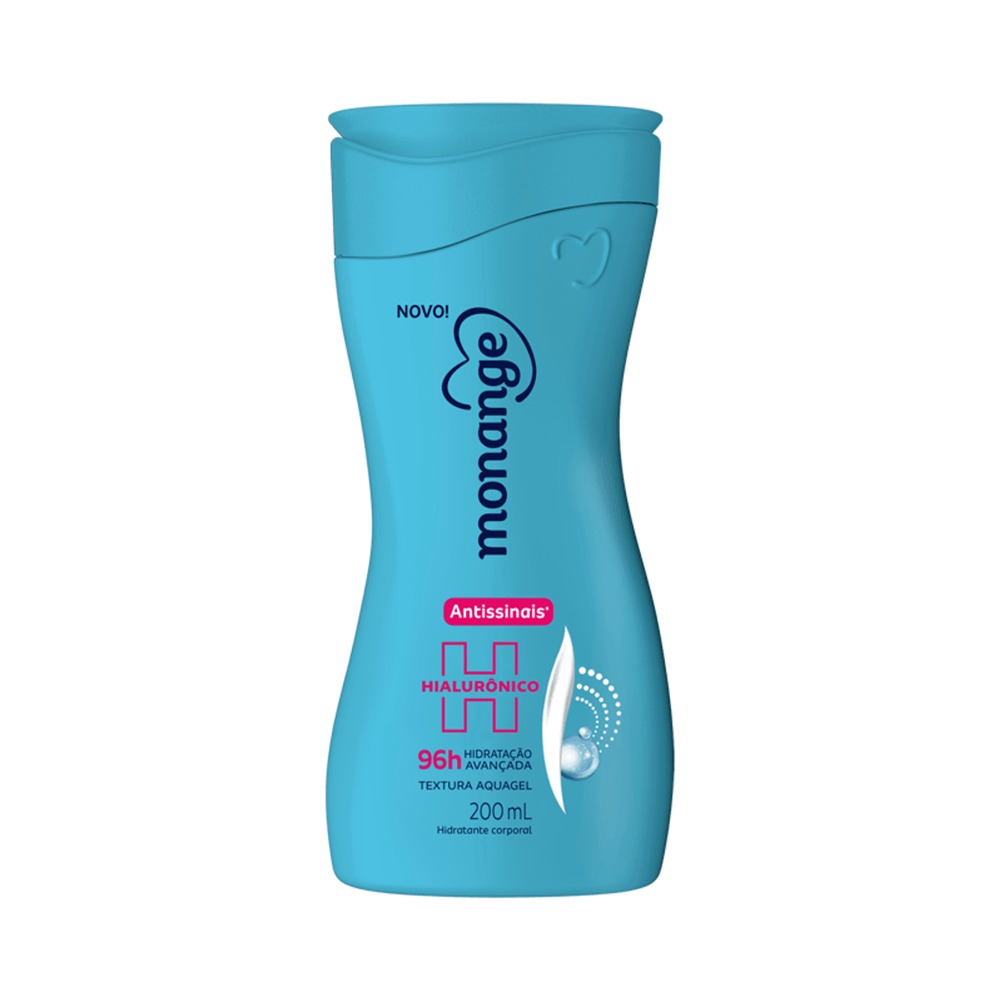 NOVO!
monange
Antissinais*
HIALURÔNICO
96h HIDRATAÇÃO
AVANÇADA
TEXTURA AQUAGEL
200 mL
Hidratante corporal